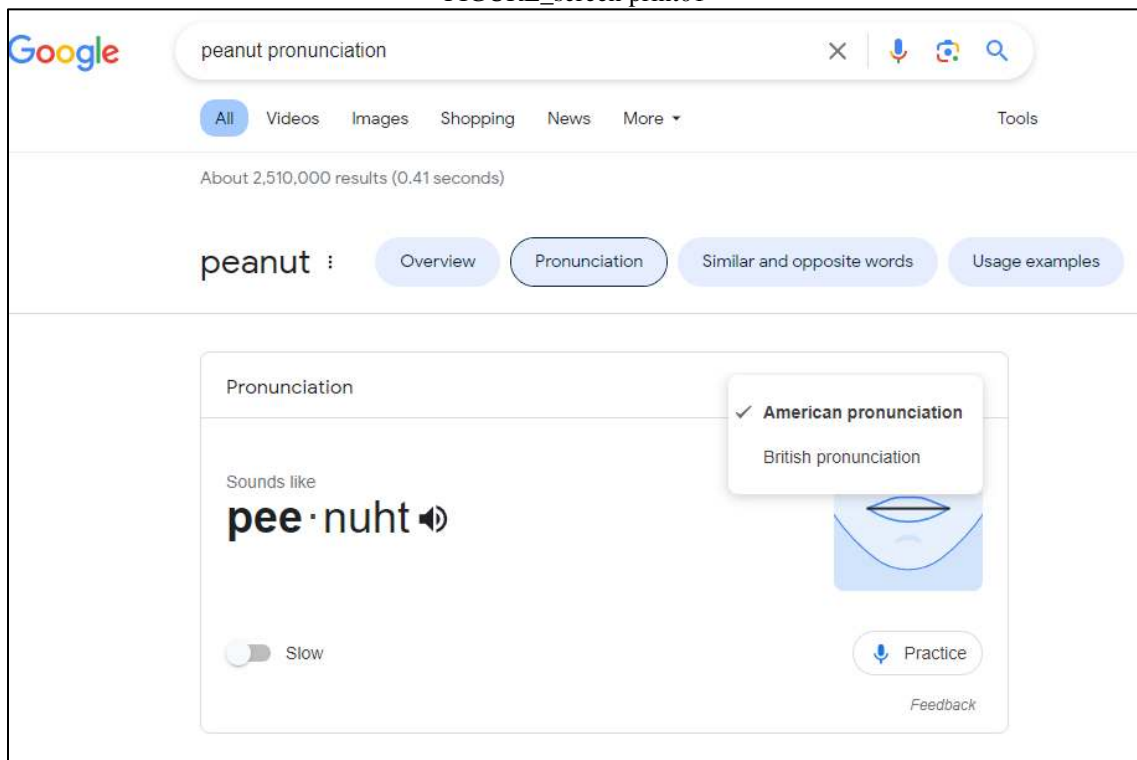 Google
peanut pronunciation
All Videos Images Shopping News More Tools
About 2,510,000 results (0.41 seconds)
peanut Overview Pronunciation Similar and opposite words Usage examples
Pronunciation
American pronunciation
British pronunciation
Sounds like
pee·nuht
Slow
Practice
Feedback